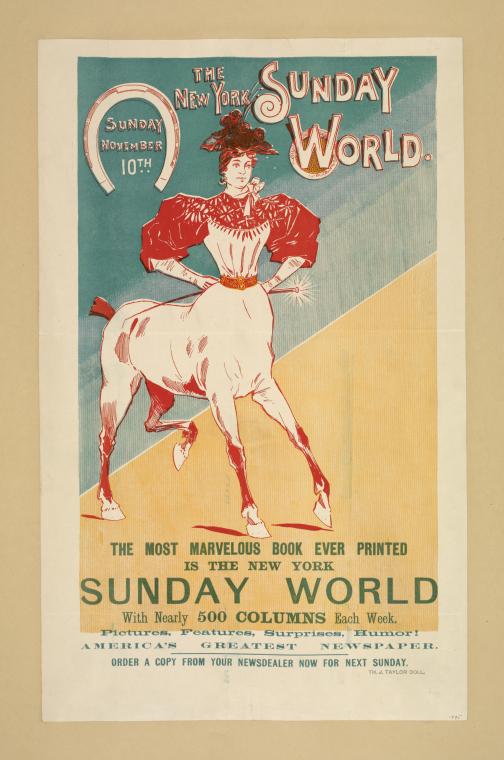 THE
NEW YORK
SUNDAY
WORLD.
SUNDAY
NOVEMBER
10TH.
THE MOST MARVELOUS BOOK EVER PRINTED
IS THE NEW YORK
SUNDAY WORLD
With Nearly 500 COLUMNS Each Week.
Pictures, Features, Surprises, Humor!
AMERICA'S GREATEST NEWSPAPER.
ORDER A COPY FROM YOUR NEWSDEALER NOW FOR NEXT SUNDAY.
TH. J. TAYLOR DOLL.